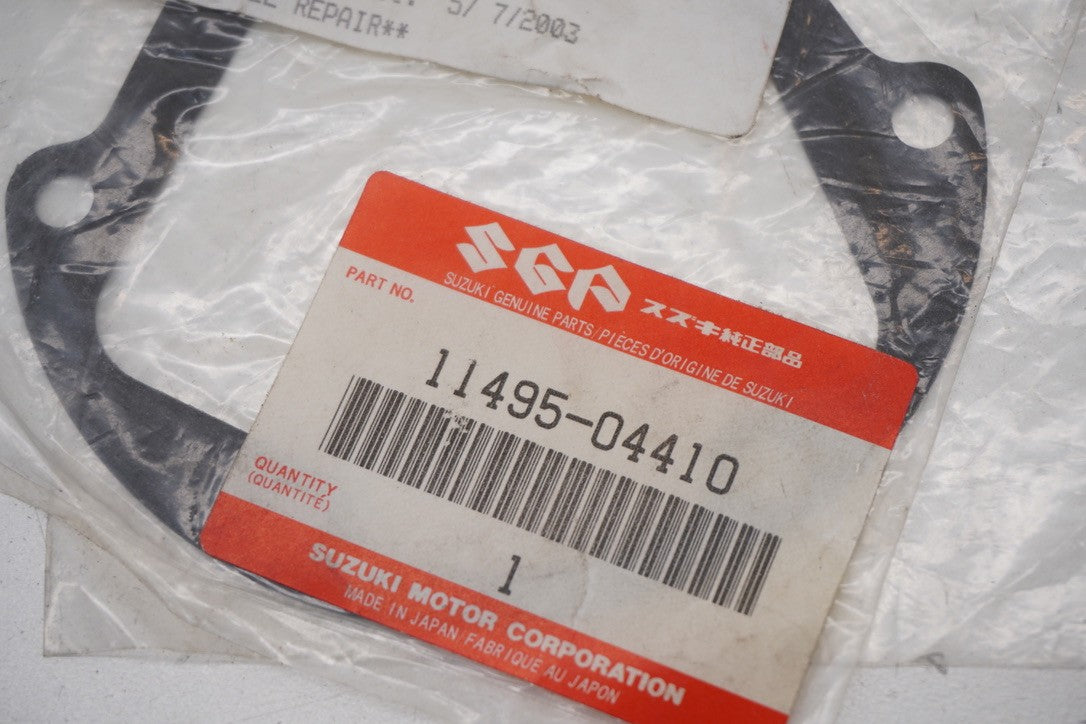 5/ 7/2003
REPAIR**
SGP スズキ純正部品
SUZUKI GENUINE PARTS/PIÈCES D'ORIGINE DE SUZUKI
PART NO.
11495-04410
QUANTITY
(QUANTITÉ)
1
SUZUKI MOTOR CORPORATION
MADE IN JAPAN/FABRIQUÉ AU JAPON